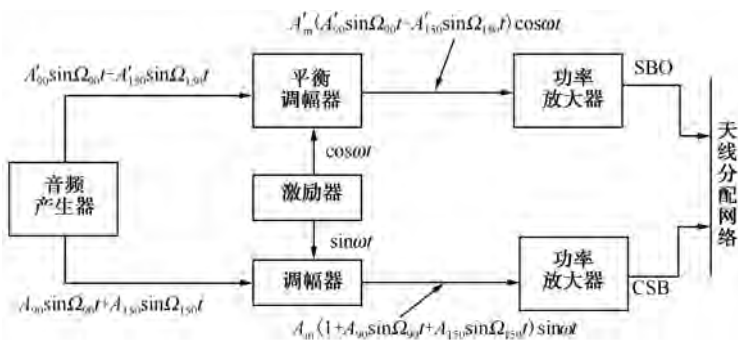 A'ₘ(A'₉₀sinΩ₉₀t−A'₁₅₀sinΩ₁₅₀t)cosωt
A'₉₀sinΩ₉₀t−A'₁₅₀sinΩ₁₅₀t
平衡
调幅器
功率
放大器
SBO
cosωt
音频
产生器
激励器
天线分配网络
sinωt
调幅器
功率
放大器
CSB
A₉₀sinΩ₉₀t+A₁₅₀sinΩ₁₅₀t
Aₘ(1+A₉₀sinΩ₉₀t+A₁₅₀sinΩ₁₅₀t)sinωt